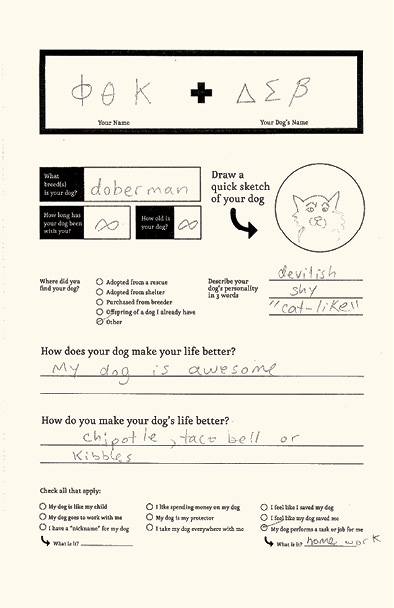 Φ θ K + Δ Σ β
Your Name Your Dog's Name
What breed(s) is your dog? doberman
How long has your dog been with you? ∞ How old is your dog? ∞
Draw a quick sketch of your dog
Where did you find your dog?
Adopted from a rescue
Adopted from shelter
Purchased from breeder
Offspring of a dog I already have
Other
Describe your dog's personality in 3 words
devilish
shy
"cat-like"
How does your dog make your life better?
My dog is awesome
How do you make your dog's life better?
chipotle, taco bell or
Kibbles
Check all that apply:
My dog is like my child
My dog goes to work with me
I have a "nickname" for my dog
What is it?
I like spending money on my dog
My dog is my protector
I take my dog everywhere with me
I feel like I saved my dog
I feel like my dog saved me
My dog performs a task or job for me
What is it? home work